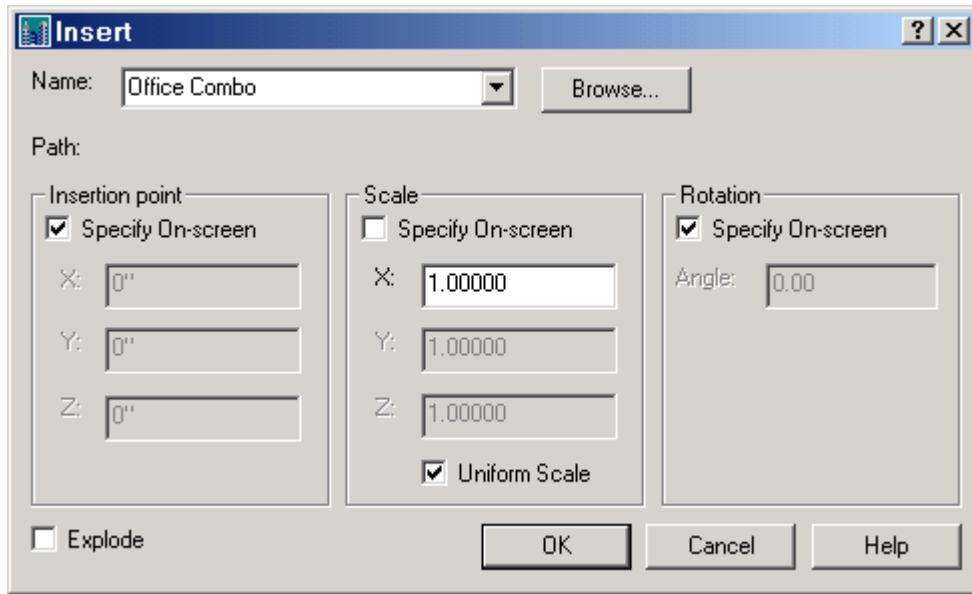 Insert
Name: Office Combo Browse...
Path:
Insertion point Scale Rotation
Specify On-screen Specify On-screen Specify On-screen
X: 0" X: 1.00000 Angle: 0.00
Y: 0" Y: 1.00000
Z: 0" Z: 1.00000
Uniform Scale
Explode OK Cancel Help